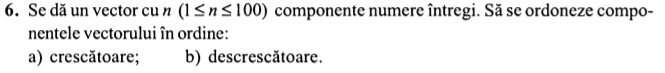 6. Se dă un vector cu n (1 ≤ n ≤ 100) componente numere întregi. Să se ordoneze compo-
nentele vectorului în ordine:
a) crescătoare; b) descrescătoare.